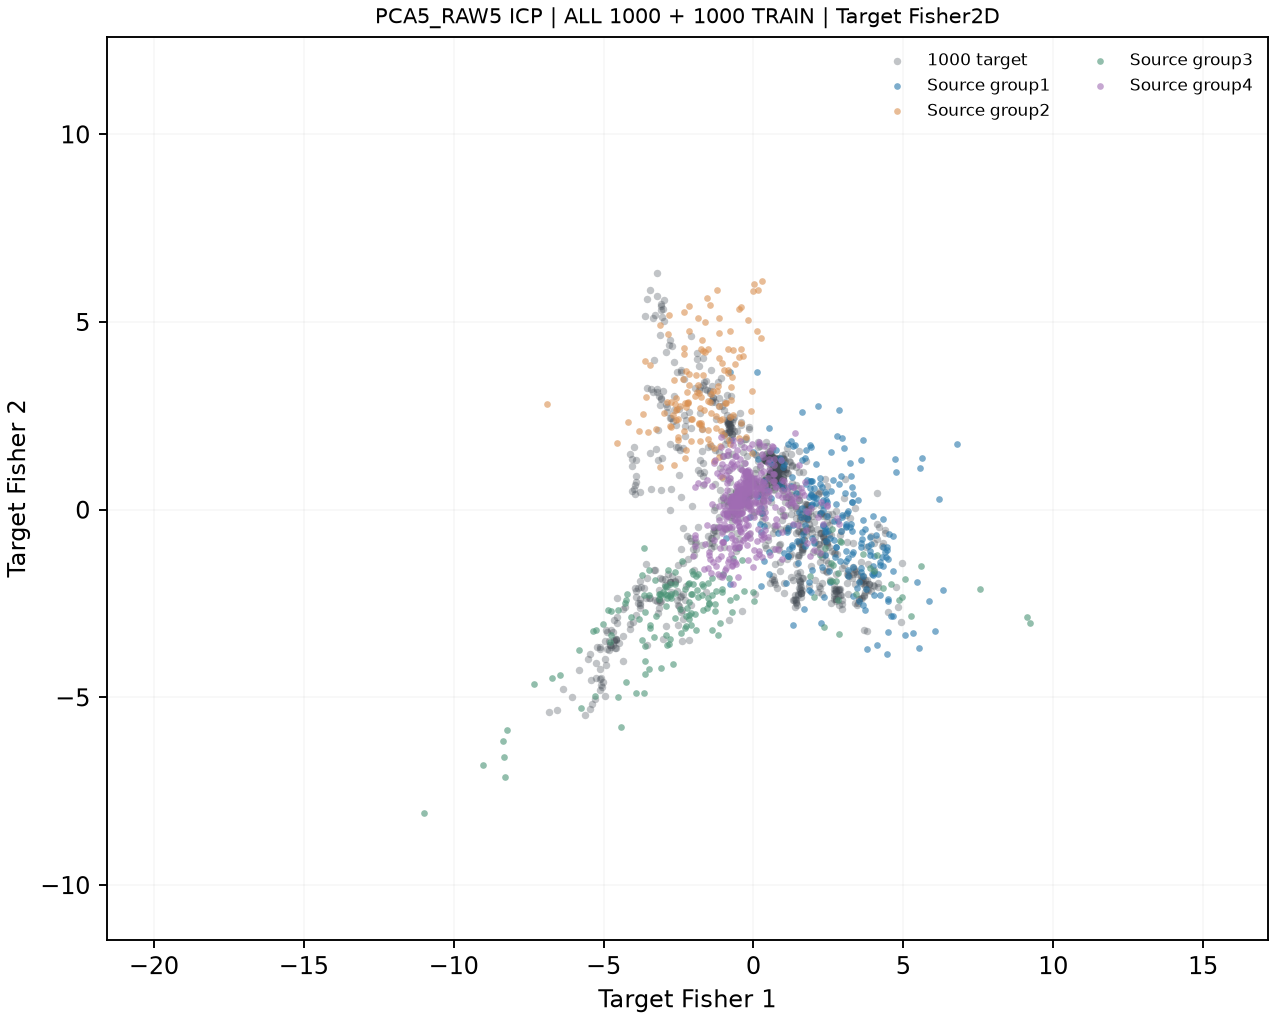 PCA5_RAW5 ICP | ALL 1000 + 1000 TRAIN | Target Fisher2D
1000 target
Source group1
Source group2
Source group3
Source group4
10
5
0
−5
−10
Target Fisher 2
−20
−15
−10
−5
0
5
10
15
Target Fisher 1